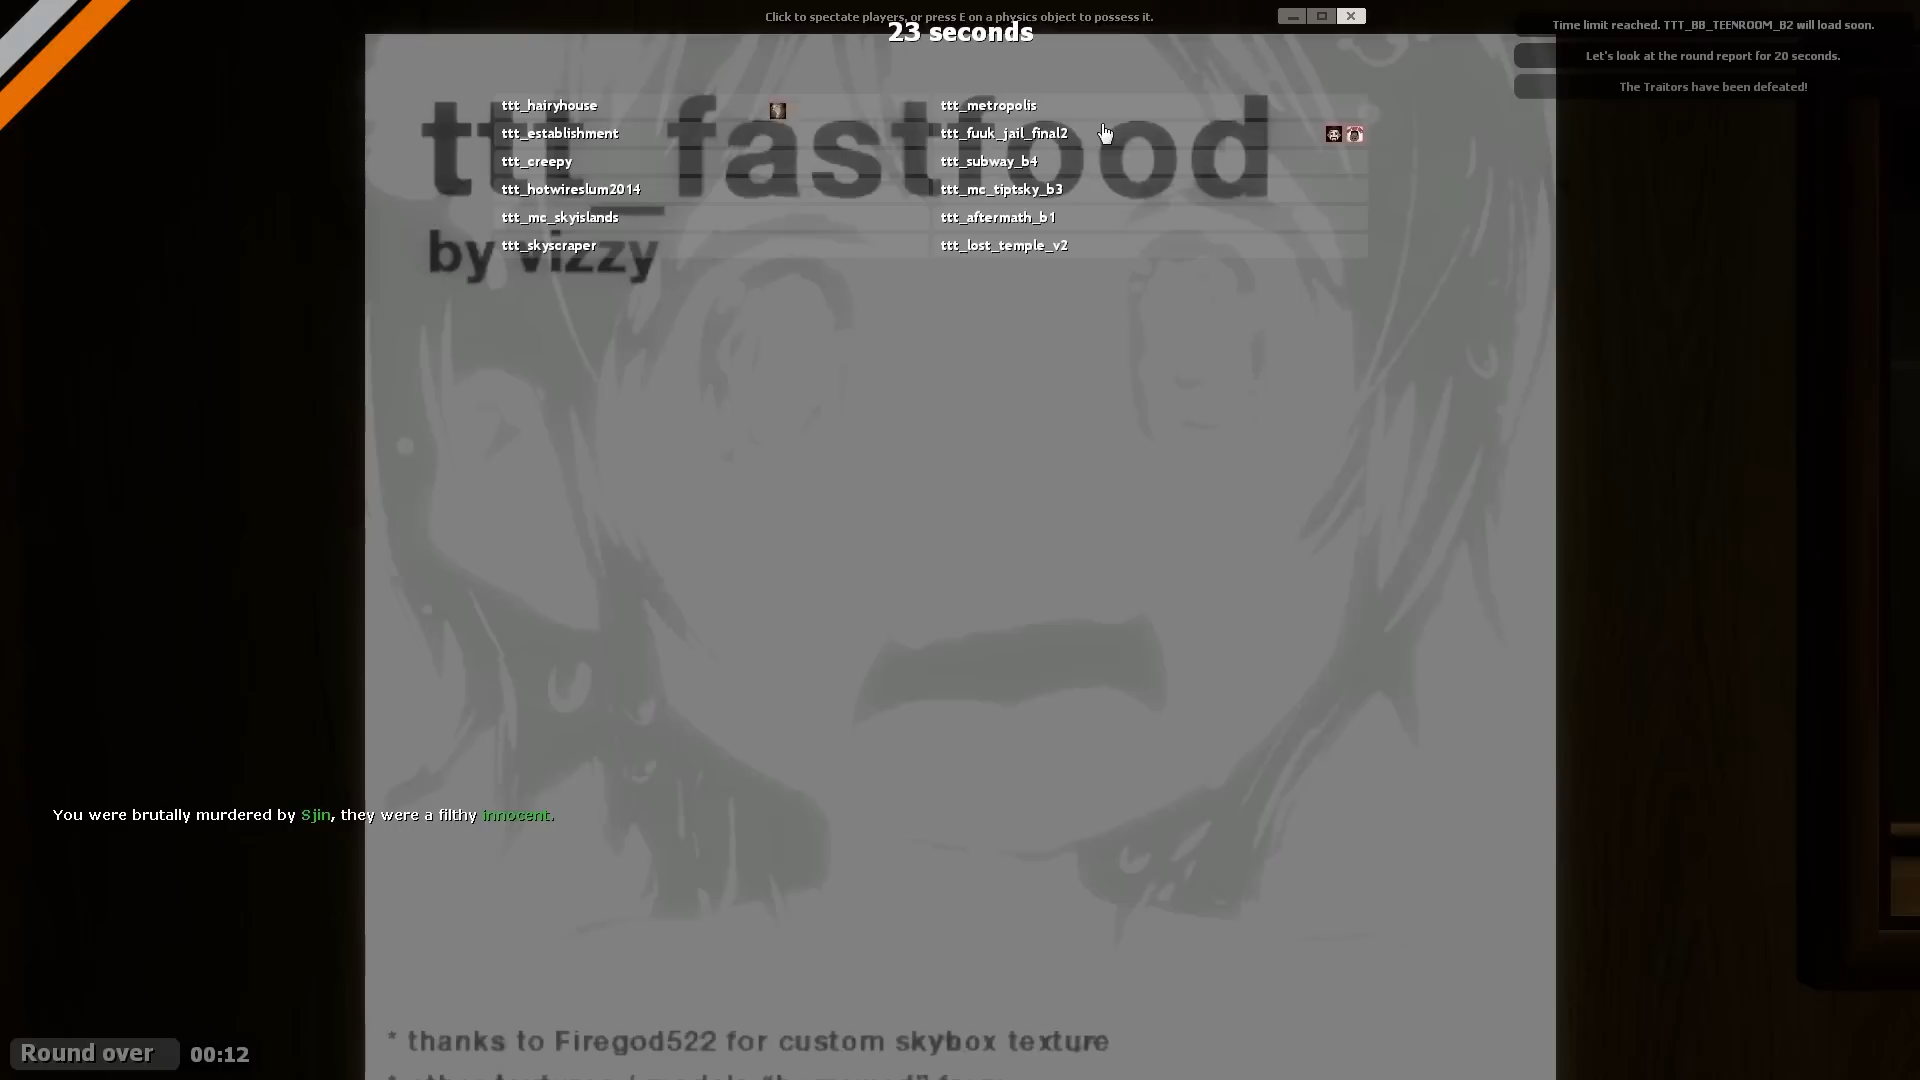 Click to spectate players, or press E on a physics object to possess it.
23 seconds
Time limit reached. TTT_BB_TEENROOM_B2 will load soon.
Let's look at the round report for 20 seconds.
The Traitors have been defeated!
ttt_fastfood
by vizzy
ttt_hairyhouse
ttt_metropolis
ttt_establishment
ttt_fuuk_jail_final2
ttt_creepy
ttt_subway_b4
ttt_hotwireslum2014
ttt_mc_tiptsky_b3
ttt_mc_skyislands
ttt_aftermath_b1
ttt_skyscraper
ttt_lost_temple_v2
You were brutally murdered by Sjin, they were a filthy innocent.
* thanks to Firegod522 for custom skybox texture
Round over 00:12